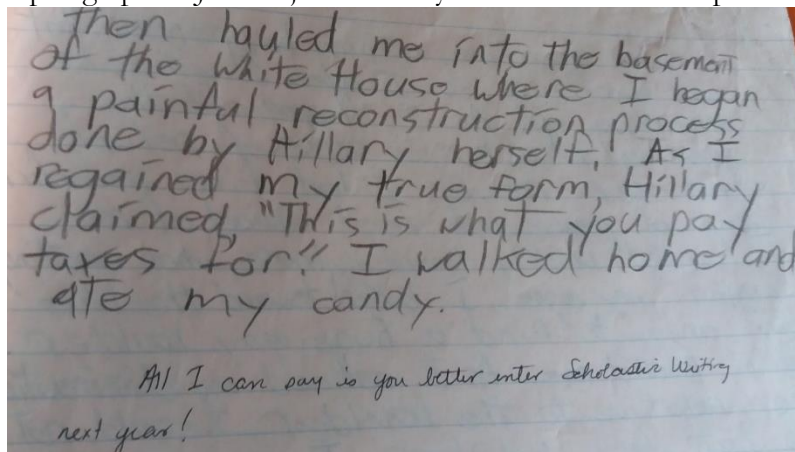 then hauled me into the basement
of the White House where I began
a painful reconstruction process
done by Hillary herself. As I
regained my true form, Hillary
claimed, "This is what you pay
taxes for." I walked home and
ate my candy.
All I can say is you better enter Scholastic Writing
next year!